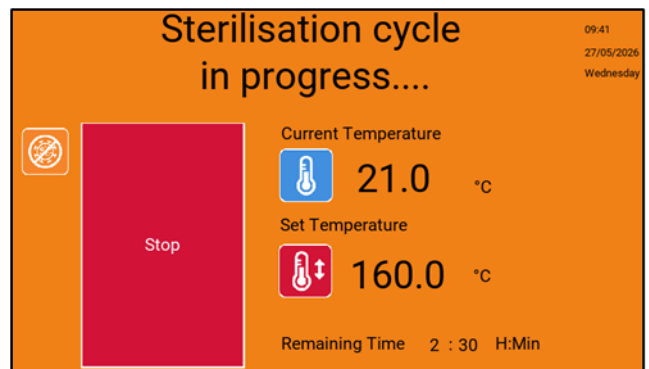 Sterilisation cycle
in progress....
09:41
27/05/2026
Wednesday
Current Temperature
21.0 °C
Set Temperature
Stop
160.0 °C
Remaining Time 2 : 30 H:Min